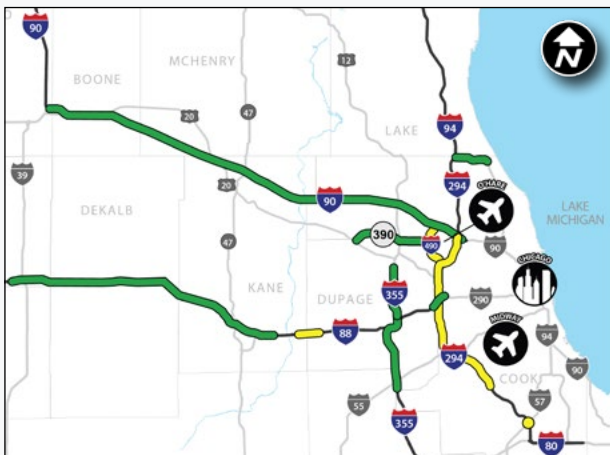 90
BOONE
MCHENRY
12
N
20
47
LAKE
94
39
20
294
O'HARE
90
DEKALB
390
490
90
LAKE
MICHIGAN
47
CHICAGO
KANE
DUPAGE
355
290
88
MIDWAY
94
294
COOK
90
55
355
57
80